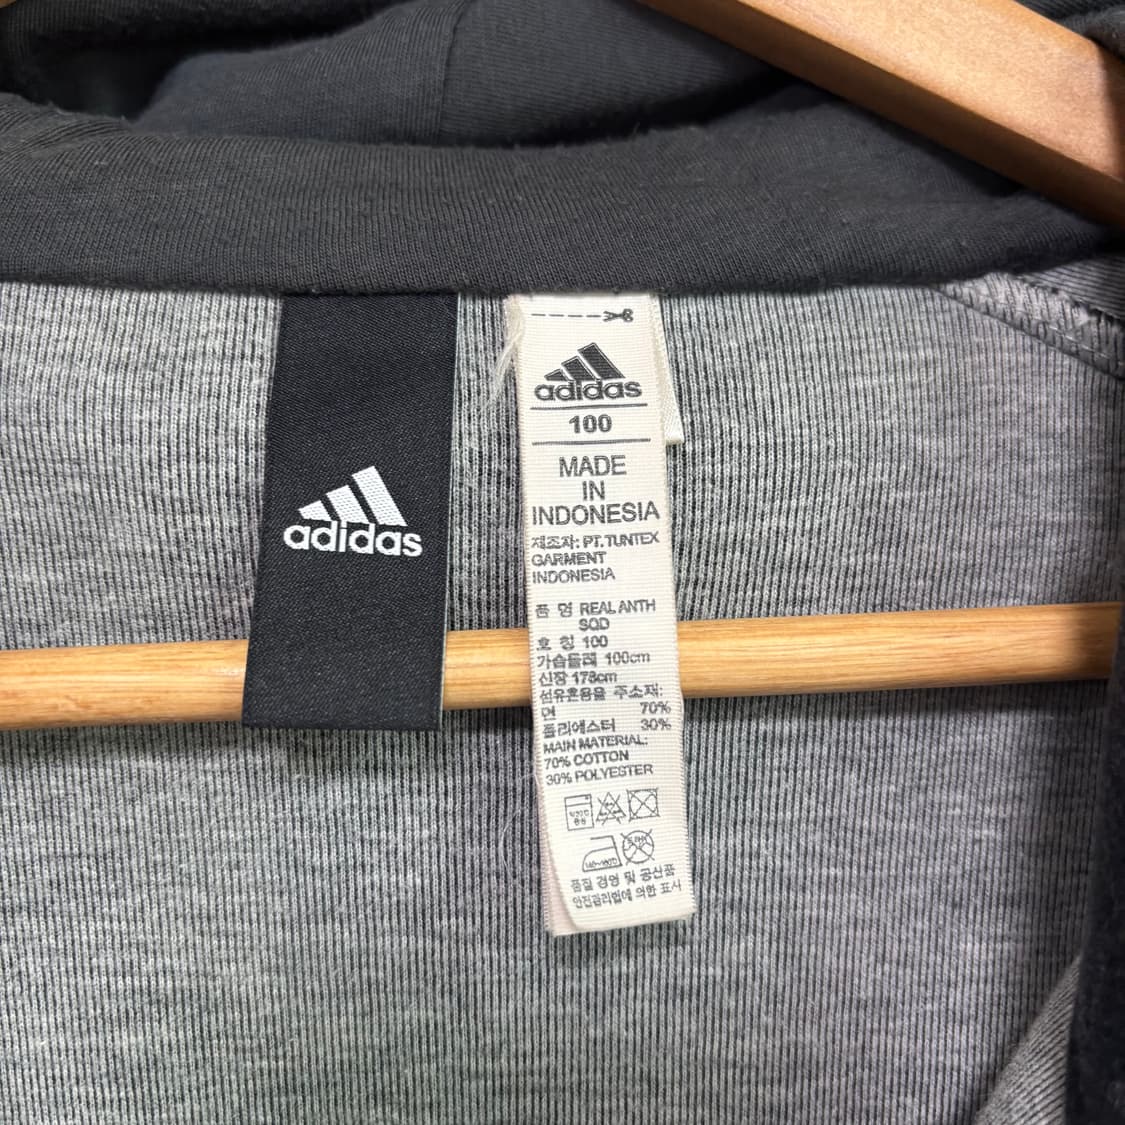 adidas
adidas
100
MADE
IN
INDONESIA
제조자: PT.TUNTEX
GARMENT
INDONESIA
품 명 REAL ANTH
SQD
호 칭 100
가슴둘레 100cm
신장 178cm
섬유혼용율 주소재:
면 70%
폴리에스터 30%
MAIN MATERIAL:
70% COTTON
30% POLYESTER
품질 경영 및 공산품
안전관리법에 의한 표시